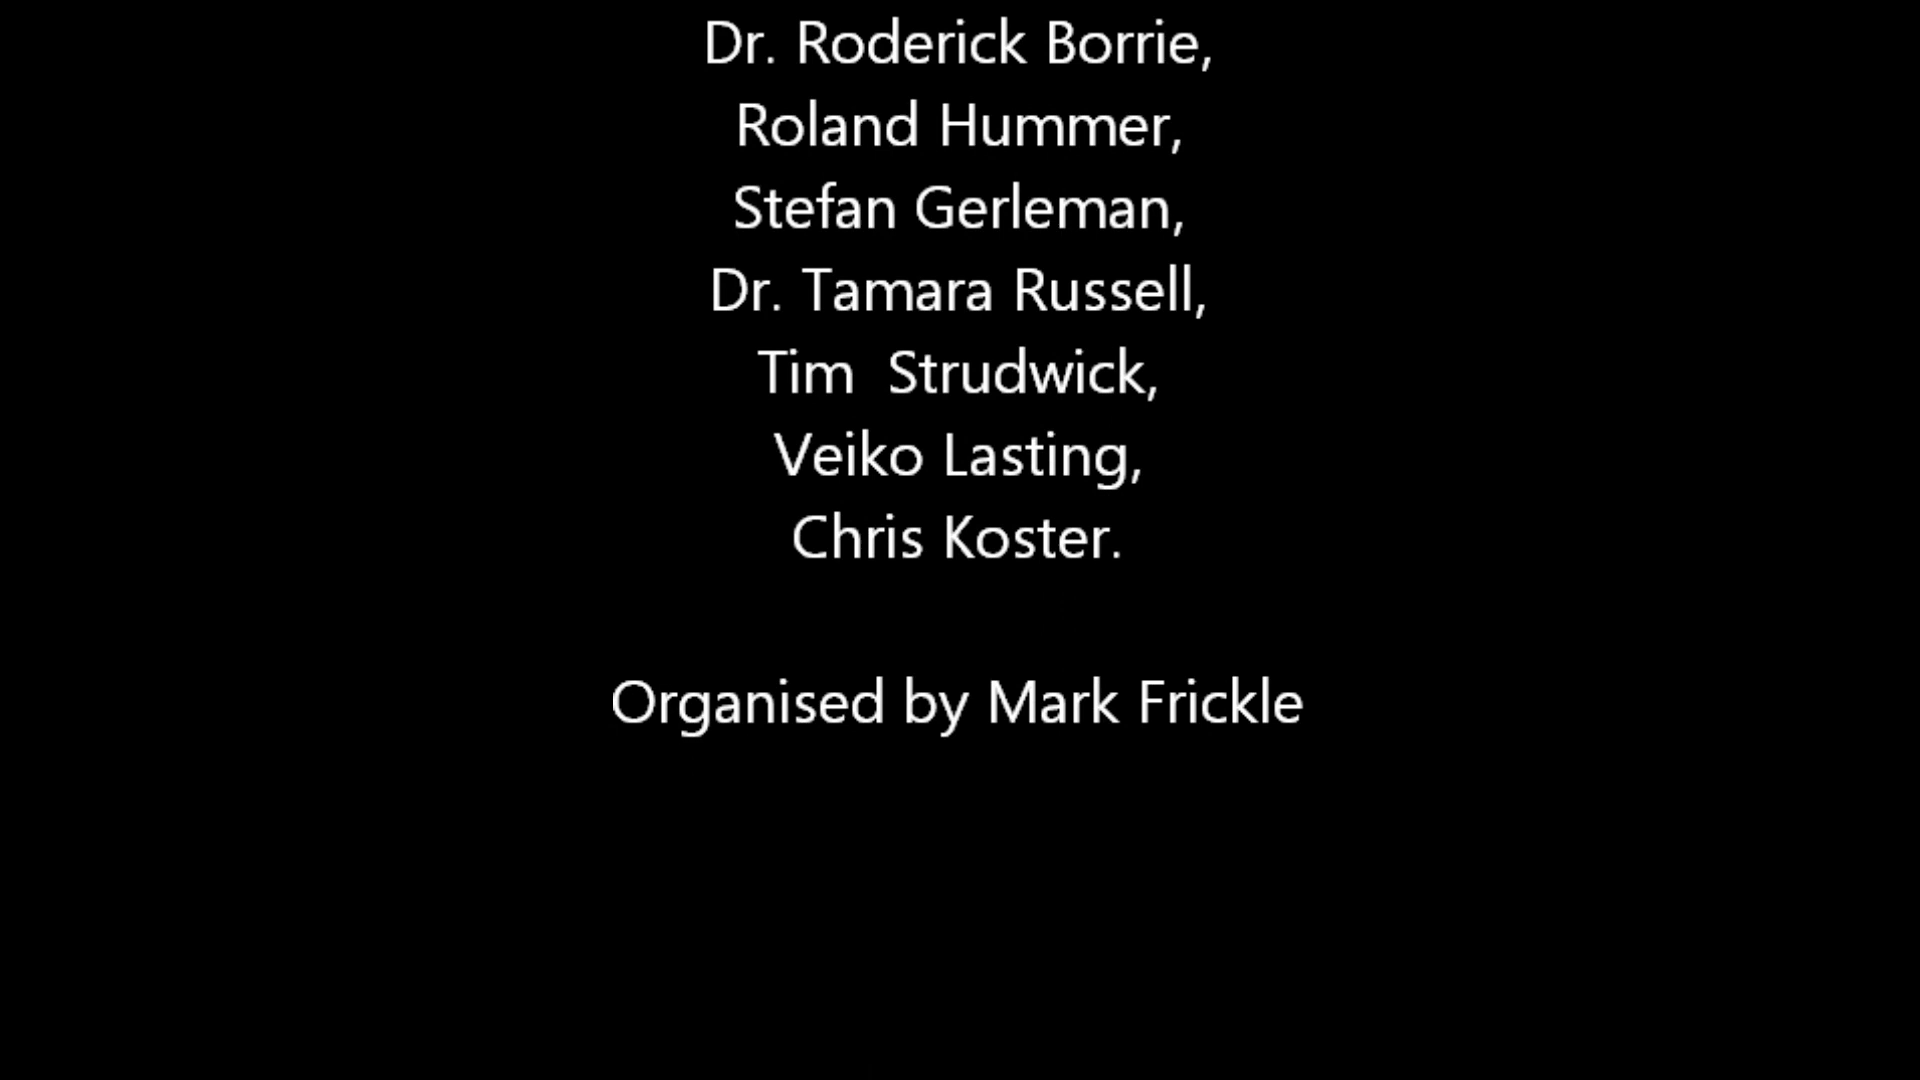 Dr. Roderick Borrie,
Roland Hummer,
Stefan Gerleman,
Dr. Tamara Russell,
Tim  Strudwick,
Veiko Lasting,
Chris Koster.
Organised by Mark Frickle